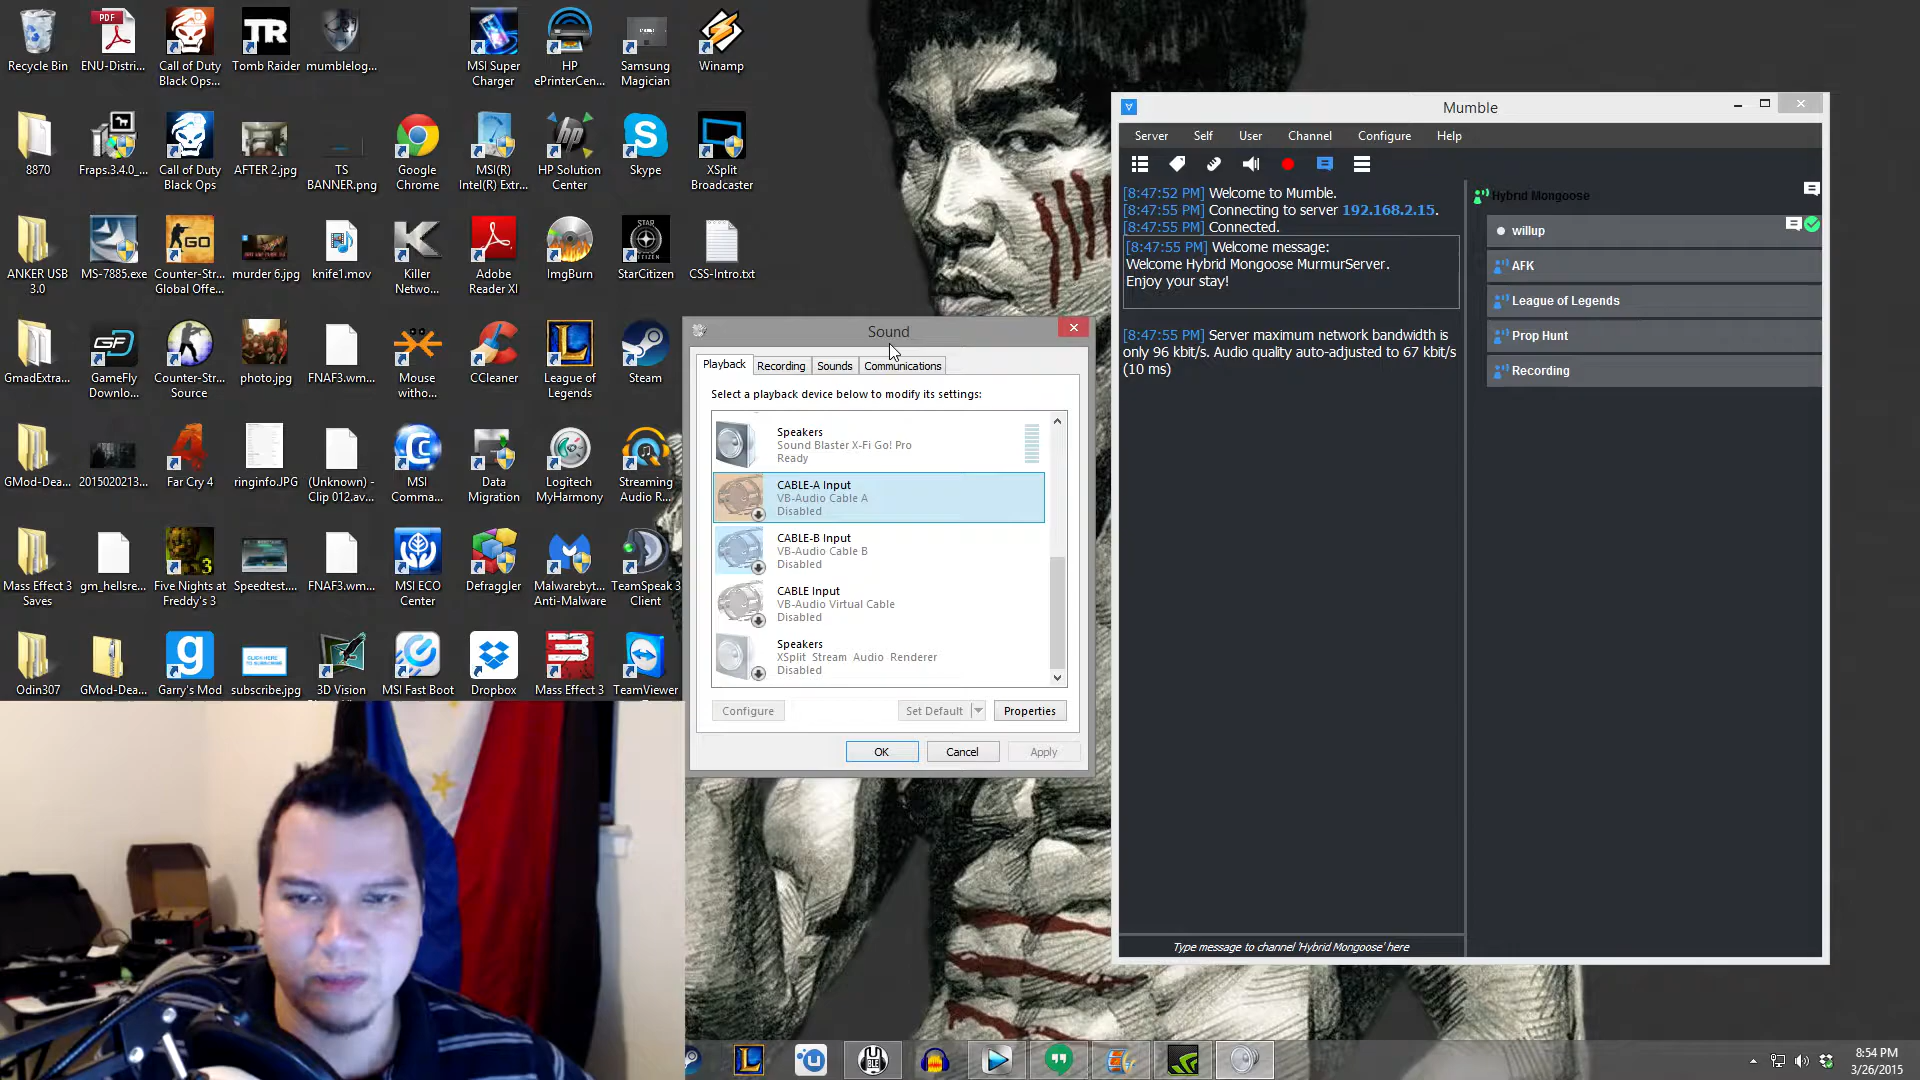 Recycle Bin
ENU-Distri...
Call of Duty
Black Ops...
Tomb Raider
mumblelog...
MSI Super
Charger
HP
ePrinterCen...
Samsung
Magician
Winamp
8870
Fraps.3.4.0_...
Call of Duty
Black Ops
AFTER 2.jpg
TS
BANNER.png
Google
Chrome
MSI(R)
Intel(R) Extr...
HP Solution
Center
Skype
XSplit
Broadcaster
ANKER USB
3.0
MS-7885.exe
Counter-Str...
Global Offe...
murder 6.jpg
knife1.mov
Killer
Netwo...
Adobe
Reader XI
ImgBurn
StarCitizen
CSS-Intro.txt
GmadExtra...
GameFly
Downlo...
Counter-Str...
Source
photo.jpg
FNAF3.wm...
Mouse
witho...
CCleaner
League of
Legends
Steam
GMod-Dea...
2015020213...
Far Cry 4
ringinfo.JPG
(Unknown) -
Clip 012.av...
MSI
Comma...
Data
Migration
Logitech
MyHarmony
Streaming
Audio R...
Mass Effect 3
Saves
gm_hellsre...
Five Nights at
Freddy's 3
Speedtest....
FNAF3.wm...
MSI ECO
Center
Defraggler
Malwarebyt...
Anti-Malware
TeamSpeak 3
Client
Odin307
GMod-Dea...
Garry's Mod
subscribe.jpg
3D Vision
MSI Fast Boot
Dropbox
Mass Effect 3
TeamViewer
Sound
Playback
Recording
Sounds
Communications
Select a playback device below to modify its settings:
Speakers
Sound Blaster X-Fi Go! Pro
Ready
CABLE-A Input
VB-Audio Cable A
Disabled
CABLE-B Input
VB-Audio Cable B
Disabled
CABLE Input
VB-Audio Virtual Cable
Disabled
Speakers
XSplit Stream Audio Renderer
Disabled
Configure
Set Default
Properties
OK
Cancel
Apply
Mumble
Server
Self
User
Channel
Configure
Help
[8:47:52 PM] Welcome to Mumble.
[8:47:55 PM] Connecting to server 192.168.2.15.
[8:47:55 PM] Connected.
[8:47:55 PM] Welcome message:
Welcome Hybrid Mongoose MurmurServer.
Enjoy your stay!
[8:47:55 PM] Server maximum network bandwidth is
only 96 kbit/s. Audio quality auto-adjusted to 67 kbit/s
(10 ms)
Type message to channel 'Hybrid Mongoose' here
Hybrid Mongoose
willup
AFK
League of Legends
Prop Hunt
Recording
8:54 PM
3/26/2015